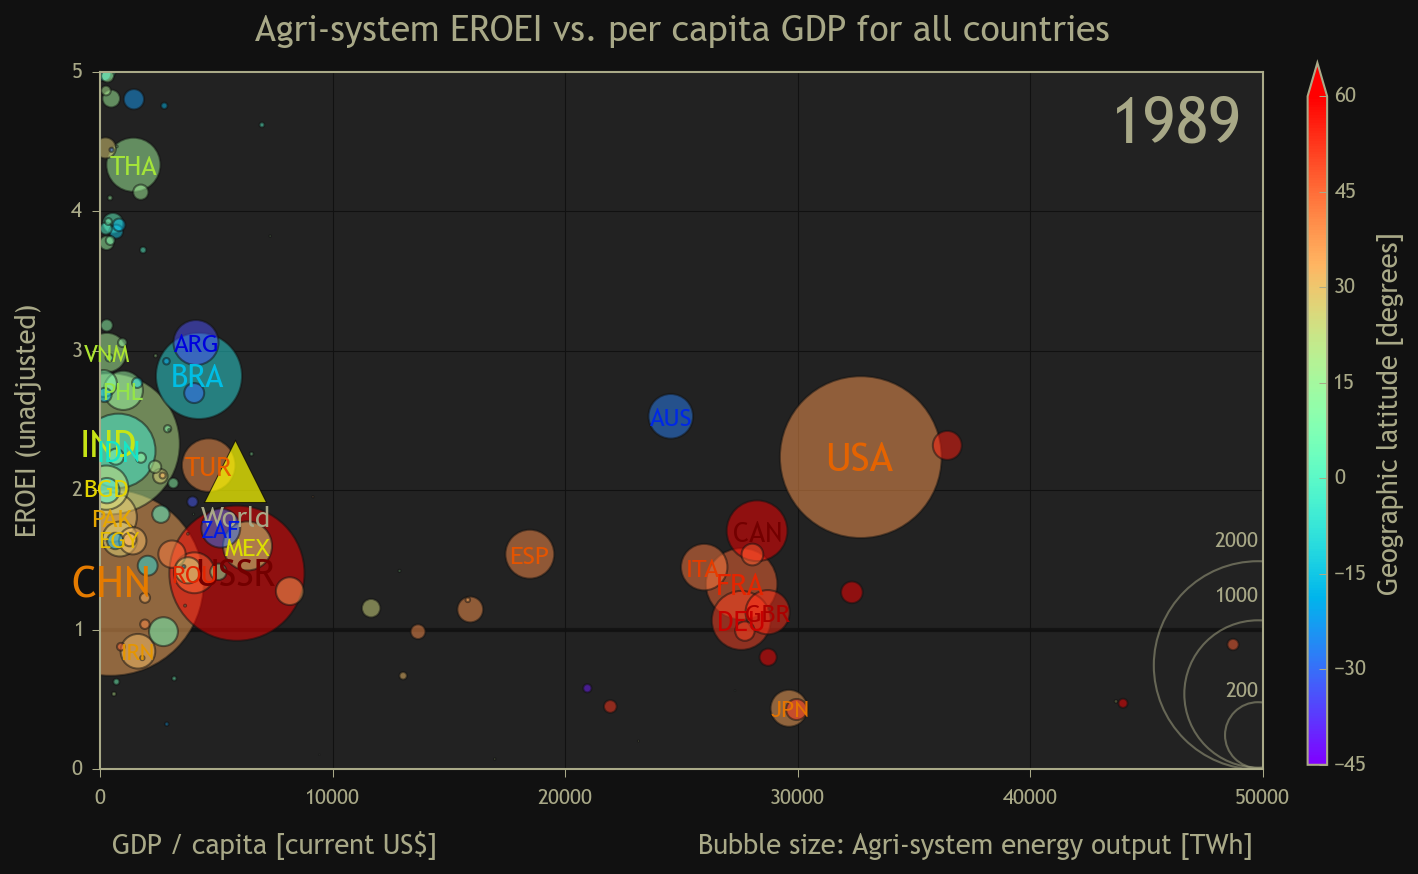 Agri-system EROEI vs. per capita GDP for all countries
1989
5
4
3
2
1
0
EROEI (unadjusted)
THA
ARG
VNM
BRA
PHL
AUS
IND
TUR
USA
BGD
World
PAK
ZAF
CAN
EGY
MEX
ESP
CHN
ROU
USSR
ITA
FRA
DEU
GBR
IRN
JPN
2000
1000
200
0
10000
20000
30000
40000
50000
GDP / capita [current US$]
Bubble size: Agri-system energy output [TWh]
60
45
30
15
0
−15
−30
−45
Geographic latitude [degrees]